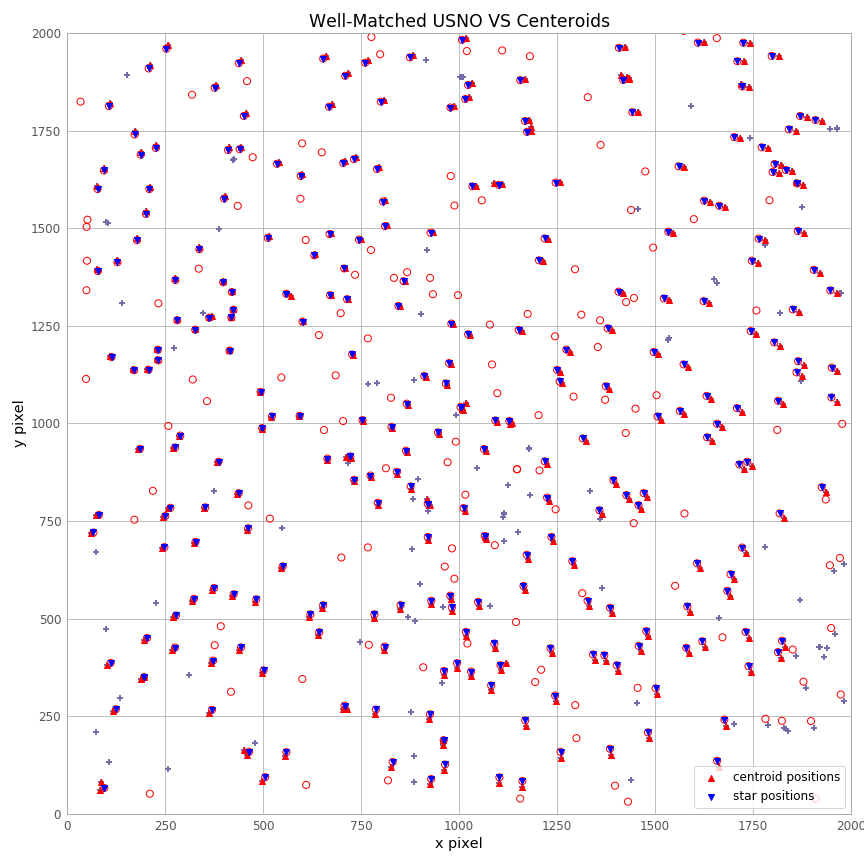 Well-Matched USNO VS Centeroids
y pixel
2000
1750
1500
1250
1000
750
500
250
0
centroid positions
star positions
0 250 500 750 1000 1250 1500 1750 2000
x pixel